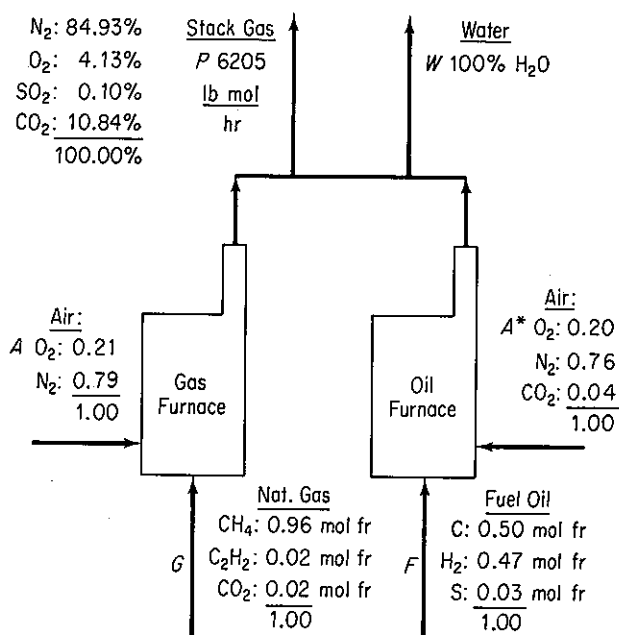 N₂: 84.93%
O₂: 4.13%
SO₂: 0.10%
CO₂: 10.84%
100.00%
Stack Gas
P 6205
lb mol
hr
Water
W 100% H₂O
Air:
A O₂: 0.21
N₂: 0.79
1.00
Gas
Furnace
Oil
Furnace
Air:
A* O₂: 0.20
N₂: 0.76
CO₂: 0.04
1.00
G
Nat. Gas
CH₄: 0.96 mol fr
C₂H₂: 0.02 mol fr
CO₂: 0.02 mol fr
1.00
F
Fuel Oil
C: 0.50 mol fr
H₂: 0.47 mol fr
S: 0.03 mol fr
1.00